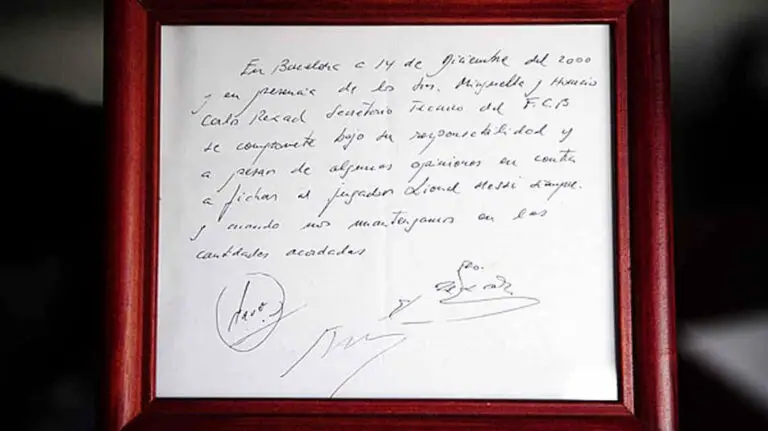 En Barcelona a 14 de Diciembre del 2000
y en presencia de los Srs. Minguella y Horacio
Carlos Rexach Secretario Tecnico del F.C.B
se compromete bajo su responsabilidad y
a pesar de algunas opiniones en contra
a fichar al jugador Lionel Messi siempre
y cuando nos mantengamos en las
cantidades acordadas